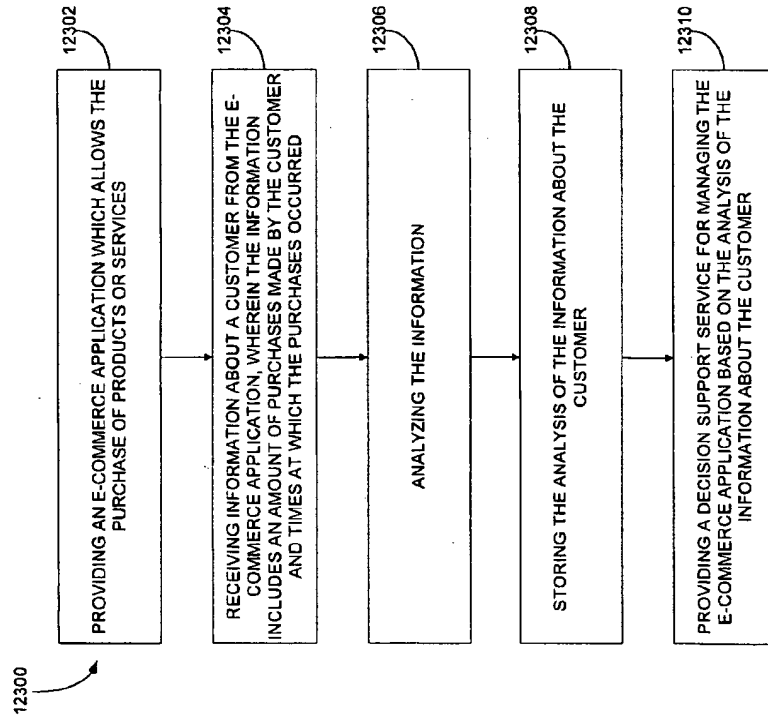 12300
12302
PROVIDING AN E-COMMERCE APPLICATION WHICH ALLOWS THE
PURCHASE OF PRODUCTS OR SERVICES
12304
RECEIVING INFORMATION ABOUT A CUSTOMER FROM THE E-
COMMERCE APPLICATION, WHEREIN THE INFORMATION
INCLUDES AN AMOUNT OF PURCHASES MADE BY THE CUSTOMER
AND TIMES AT WHICH THE PURCHASES OCCURRED
12306
ANALYZING THE INFORMATION
12308
STORING THE ANALYSIS OF THE INFORMATION ABOUT THE
CUSTOMER
12310
PROVIDING A DECISION SUPPORT SERVICE FOR MANAGING THE
E-COMMERCE APPLICATION BASED ON THE ANALYSIS OF THE
INFORMATION ABOUT THE CUSTOMER